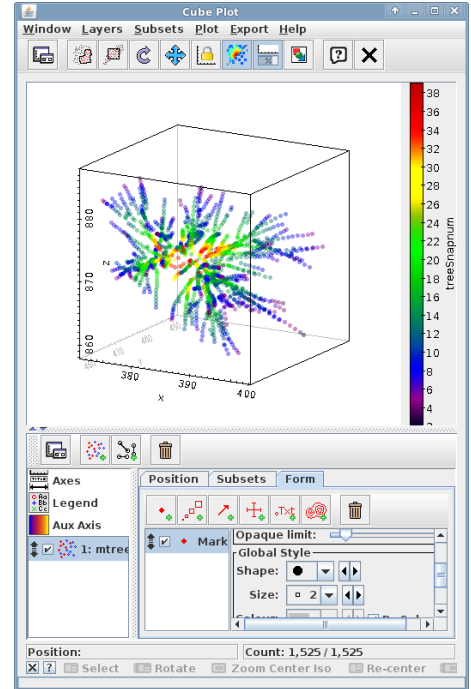 Cube Plot
Window Layers Subsets Plot Export Help
38
36
34
32
30
28
26
24
22
20
18
16
14
12
10
8
6
4
treeSnapnum
880
870
860
z
380
390
400
x
Axes
Legend
Aux Axis
1: mtree
Position Subsets Form
Mark
Opaque limit:
Global Style
Shape:
Size: 2
Position:
Count: 1,525 / 1,525
Select Rotate Zoom Center Iso Re-center